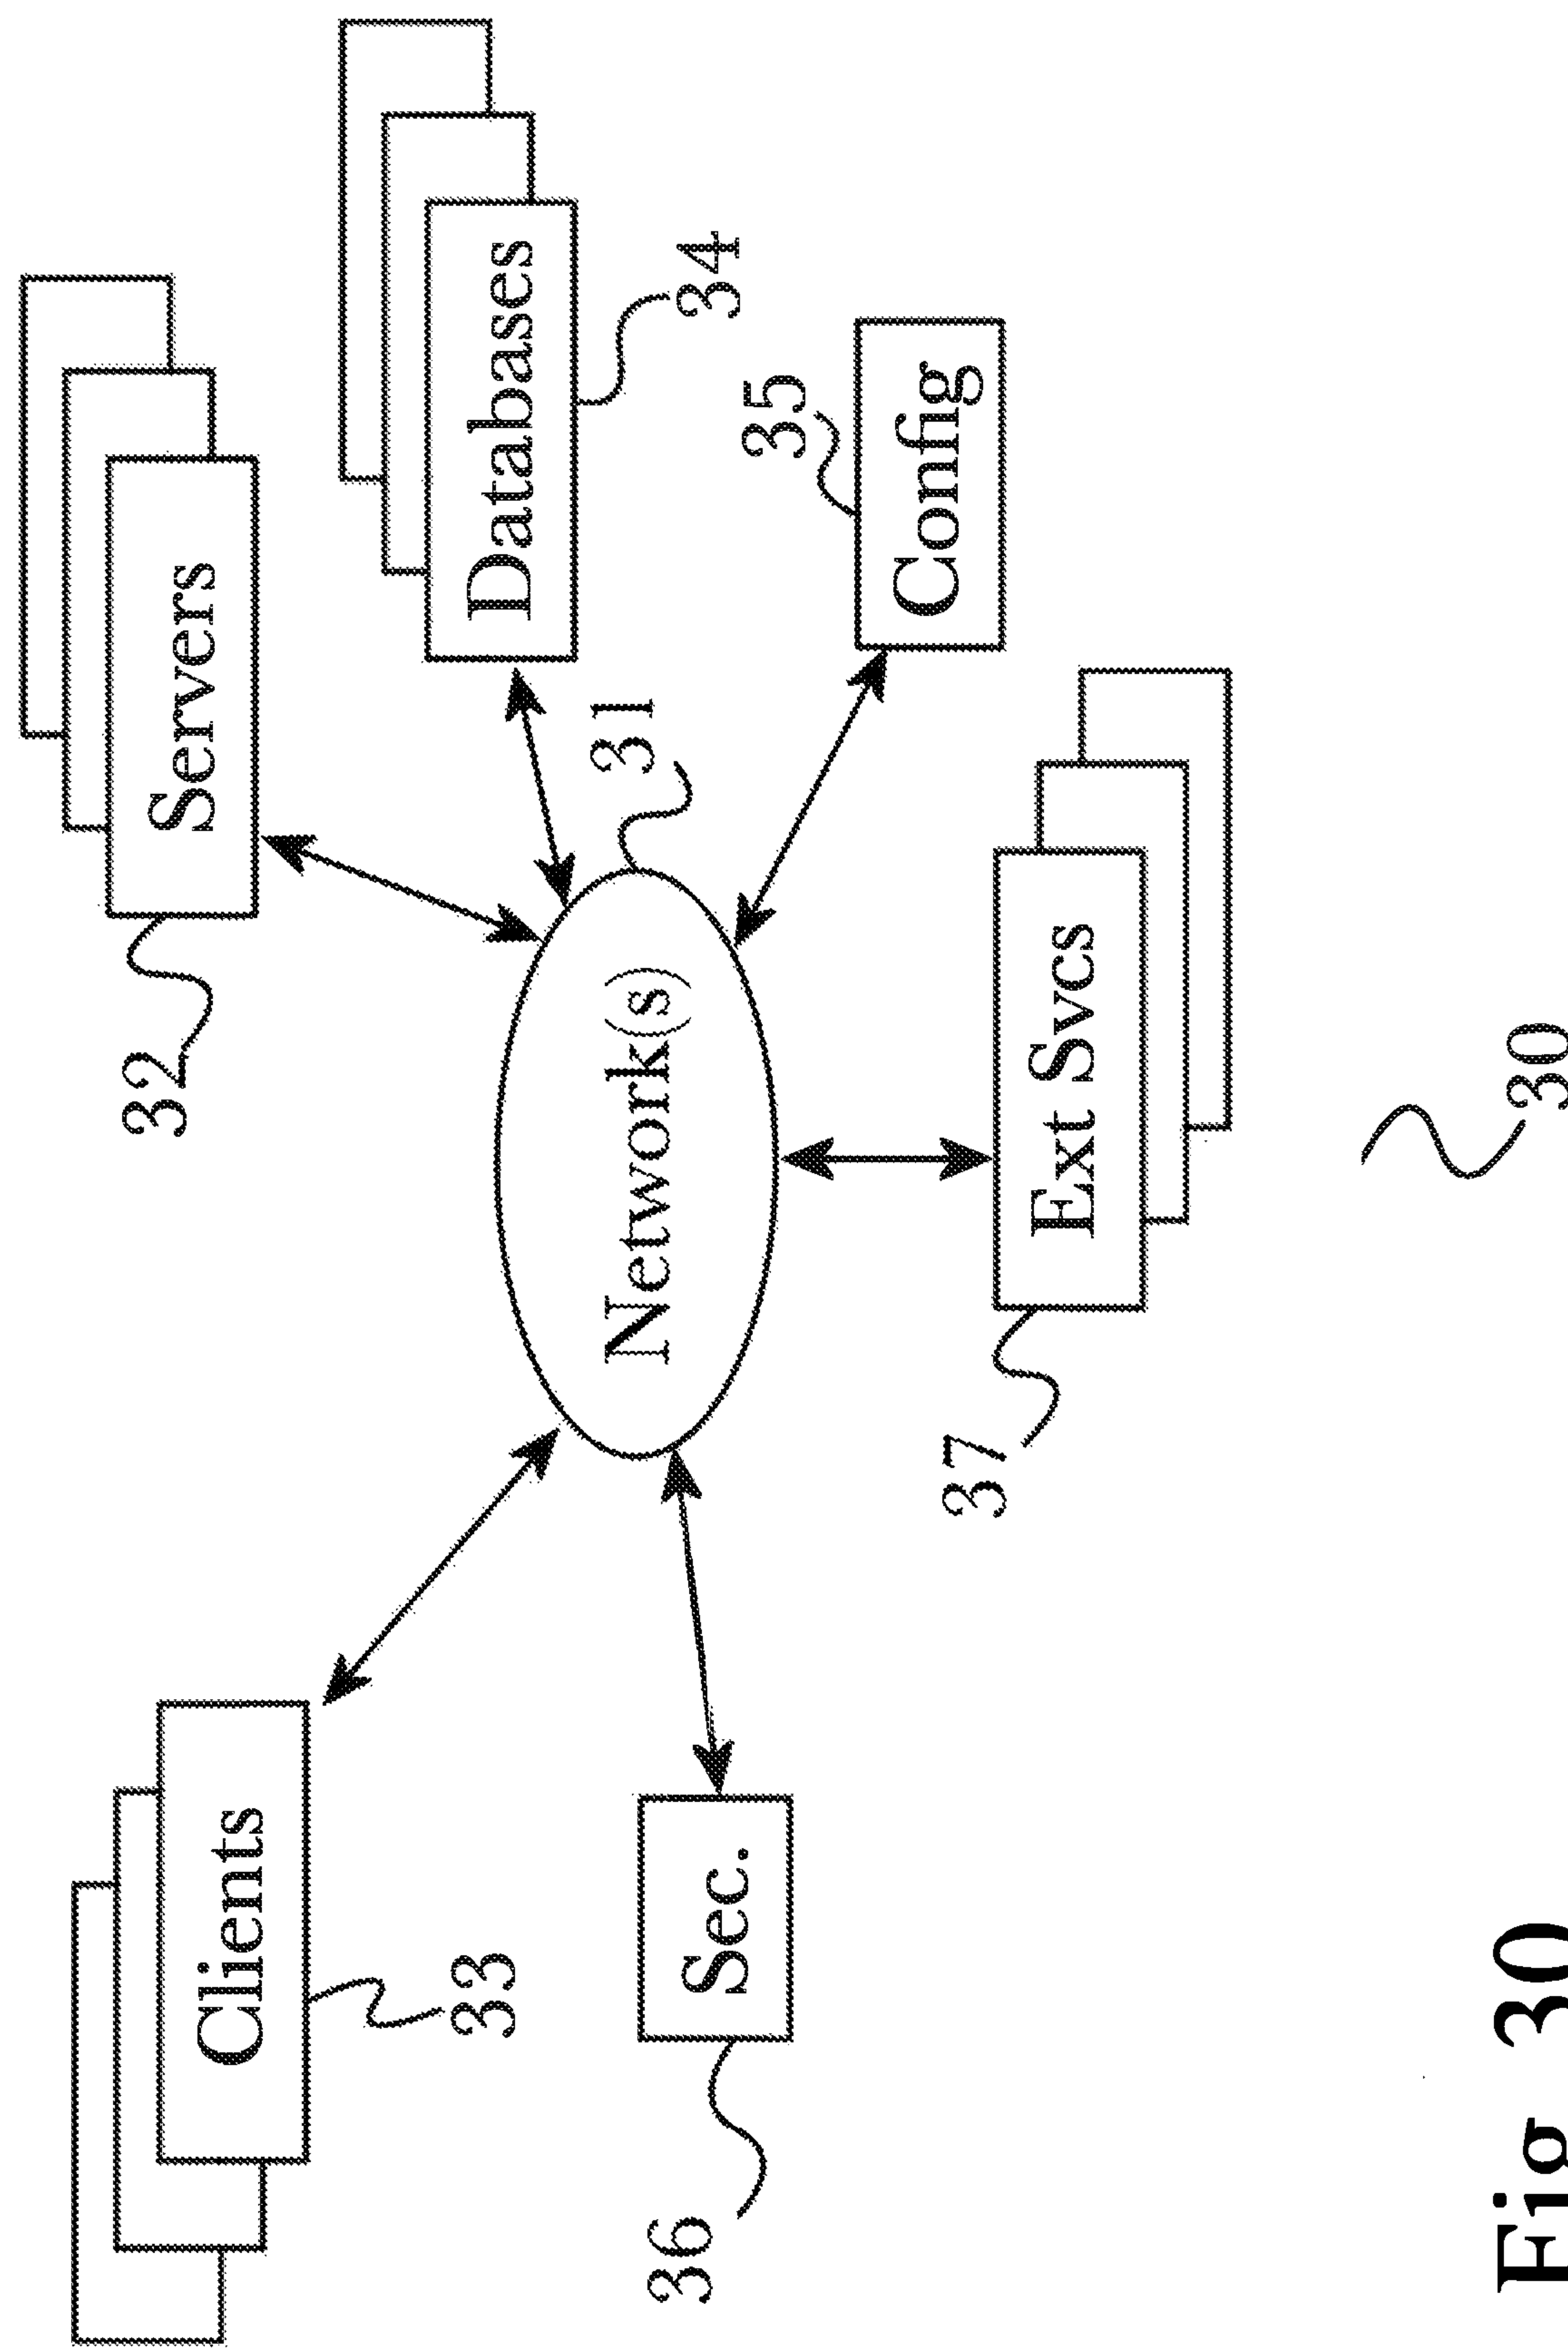 Servers
32
Clients
33
Databases
34
31
Network(s)
35
Config
Sec.
36
Ext Svcs
37
30
Fig 30